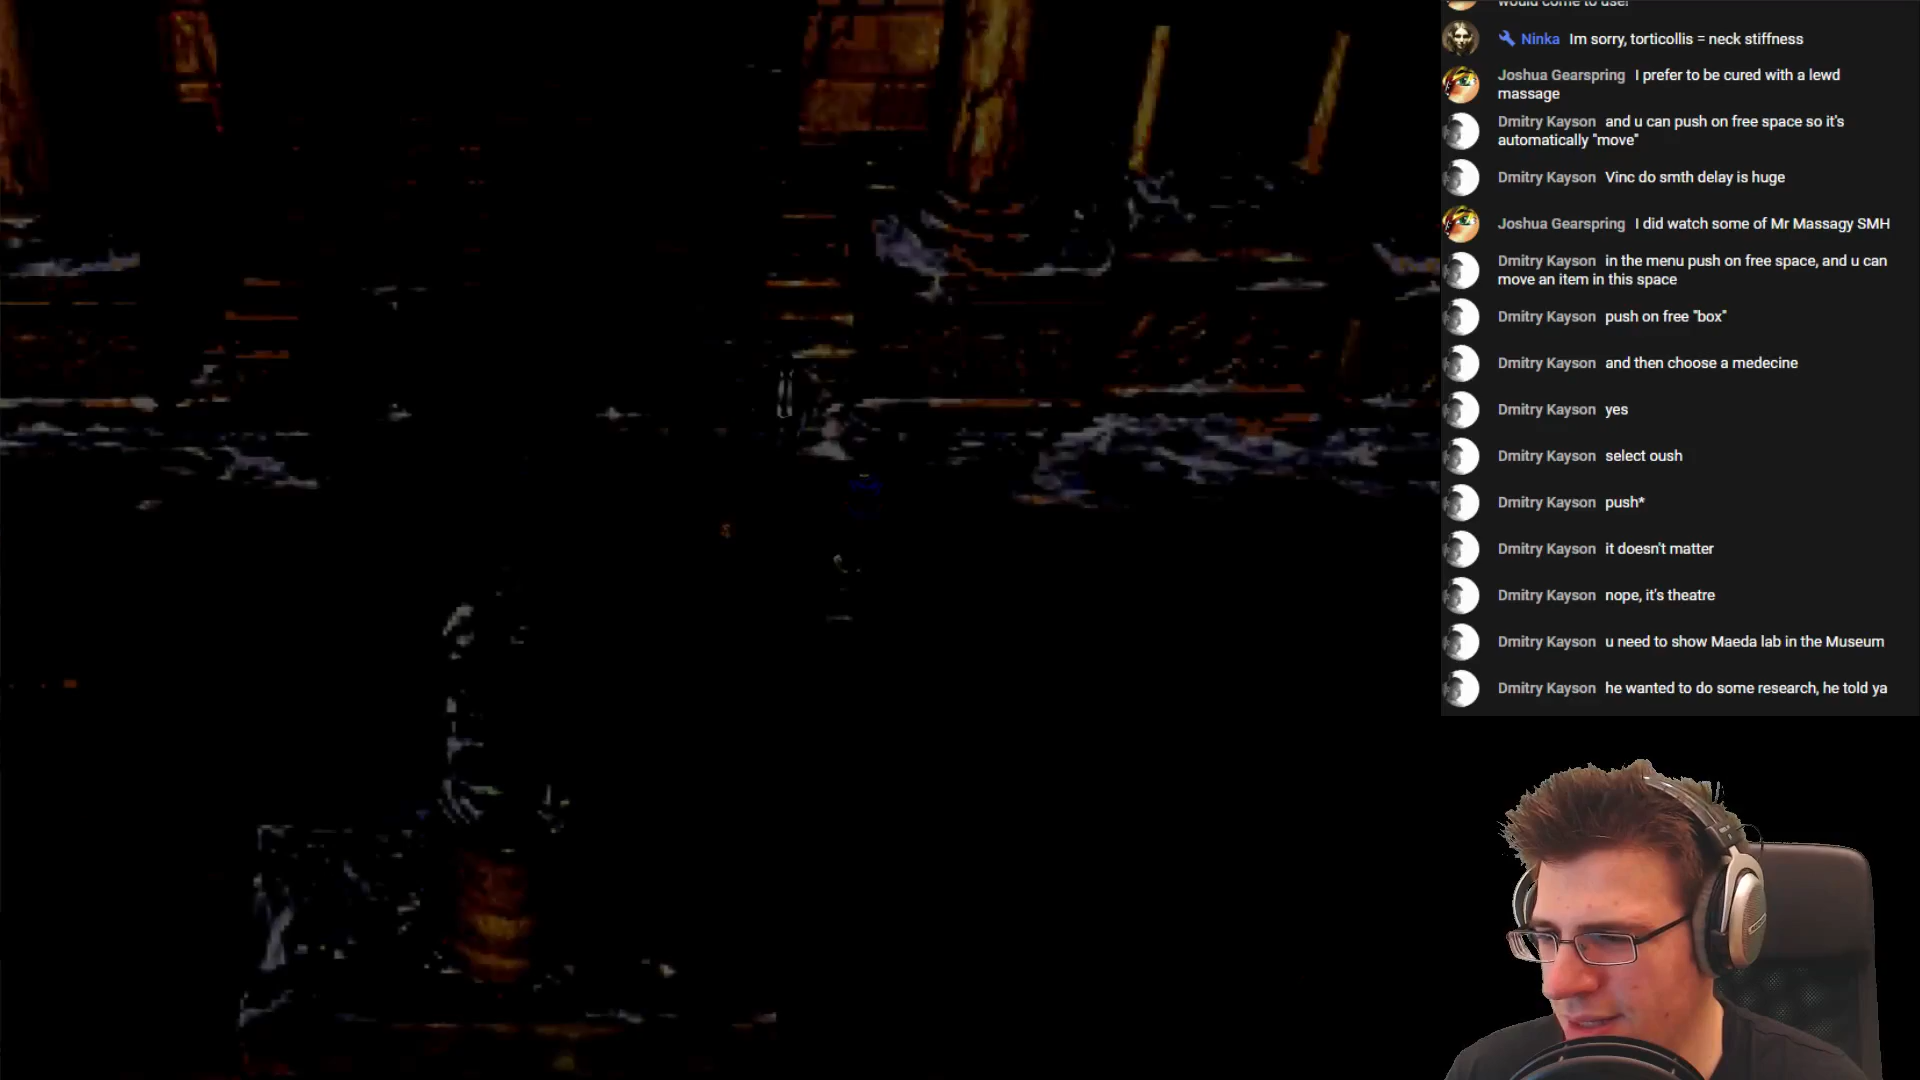 would come to use!
Ninka Im sorry, torticollis = neck stiffness
Joshua Gearspring I prefer to be cured with a lewd
massage
Dmitry Kayson and u can push on free space so it's
automatically "move"
Dmitry Kayson Vinc do smth delay is huge
Joshua Gearspring I did watch some of Mr Massagy SMH
Dmitry Kayson in the menu push on free space, and u can
move an item in this space
Dmitry Kayson push on free "box"
Dmitry Kayson and then choose a medecine
Dmitry Kayson yes
Dmitry Kayson select oush
Dmitry Kayson push*
Dmitry Kayson it doesn't matter
Dmitry Kayson nope, it's theatre
Dmitry Kayson u need to show Maeda lab in the Museum
Dmitry Kayson he wanted to do some research, he told ya